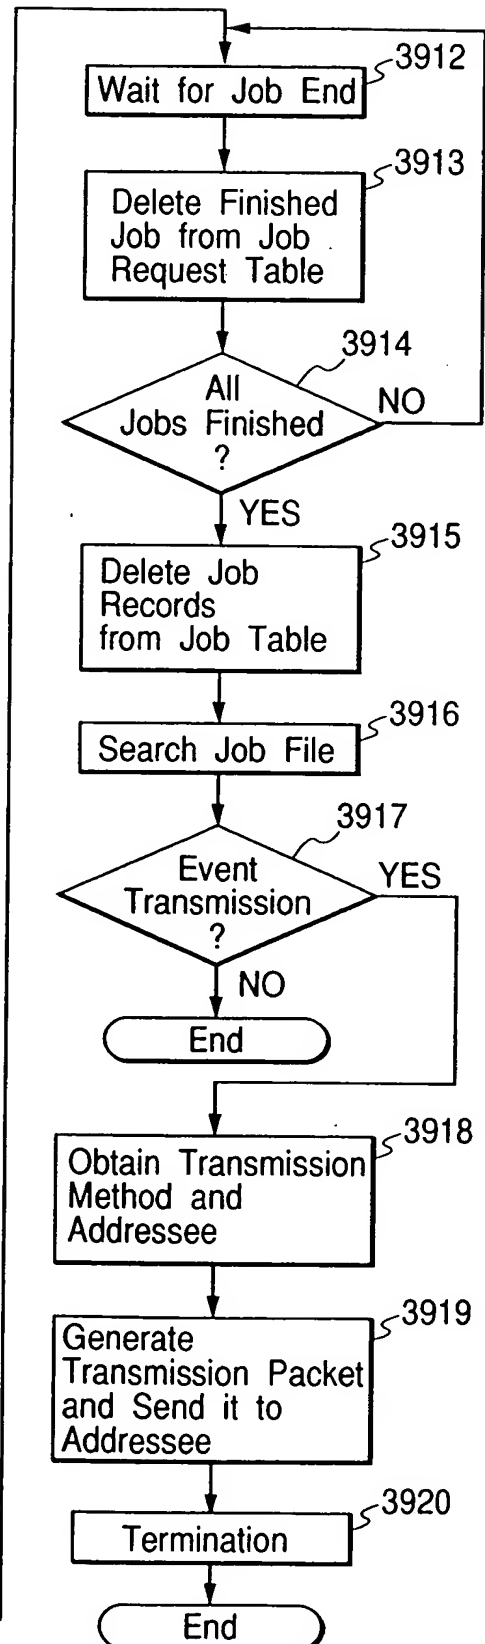 3912
Wait for Job End
3913
Delete Finished
Job from Job
Request Table
3914
All
Jobs Finished
?
NO
YES
3915
Delete Job
Records
from Job Table
3916
Search Job File
3917
Event
Transmission
?
YES
NO
End
3918
Obtain Transmission
Method and
Addressee
3919
Generate
Transmission Packet
and Send it to
Addressee
3920
Termination
End